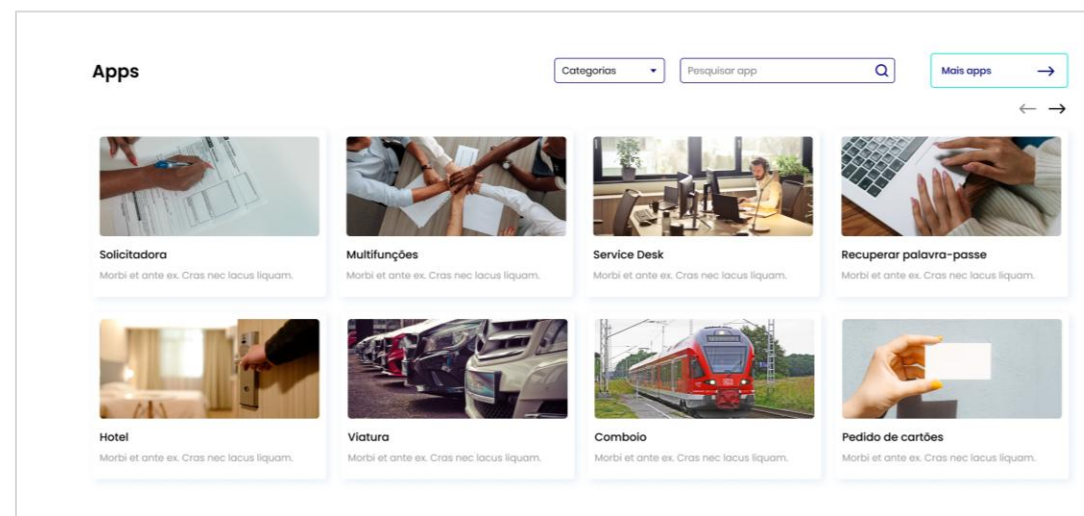 Apps
Categorias
Pesquisar app
Mais apps
Solicitadora
Morbi et ante ex. Cras nec lacus liquam.
Multifunções
Morbi et ante ex. Cras nec lacus liquam.
Service Desk
Morbi et ante ex. Cras nec lacus liquam.
Recuperar palavra-passe
Morbi et ante ex. Cras nec lacus liquam.
Hotel
Morbi et ante ex. Cras nec lacus liquam.
Viatura
Morbi et ante ex. Cras nec lacus liquam.
Comboio
Morbi et ante ex. Cras nec lacus liquam.
Pedido de cartões
Morbi et ante ex. Cras nec lacus liquam.